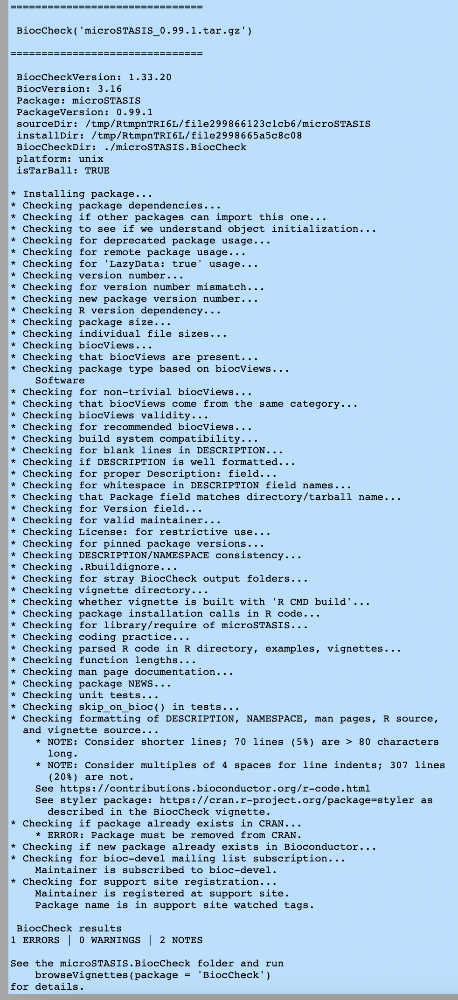 ===============================
BiocCheck('microSTASIS_0.99.1.tar.gz')
===============================
BiocCheckVersion: 1.33.20
BiocVersion: 3.16
Package: microSTASIS
PackageVersion: 0.99.1
sourceDir: /tmp/RtmpnTRI6L/file299866123c1cb6/microSTASIS
installDir: /tmp/RtmpnTRI6L/file2998665a5c8c08
BiocCheckDir: ./microSTASIS.BiocCheck
platform: unix
isTarBall: TRUE
* Installing package...
* Checking package dependencies...
* Checking if other packages can import this one...
* Checking to see if we understand object initialization...
* Checking for deprecated package usage...
* Checking for remote package usage...
* Checking for 'LazyData: true' usage...
* Checking version number...
* Checking for version number mismatch...
* Checking new package version number...
* Checking R version dependency...
* Checking package size...
* Checking individual file sizes...
* Checking biocViews...
* Checking that biocViews are present...
* Checking package type based on biocViews...
Software
* Checking for non-trivial biocViews...
* Checking that biocViews come from the same category...
* Checking biocViews validity...
* Checking for recommended biocViews...
* Checking build system compatibility...
* Checking for blank lines in DESCRIPTION...
* Checking if DESCRIPTION is well formatted...
* Checking for proper Description: field...
* Checking for whitespace in DESCRIPTION field names...
* Checking that Package field matches directory/tarball name...
* Checking for Version field...
* Checking for valid maintainer...
* Checking License: for restrictive use...
* Checking for pinned package versions...
* Checking DESCRIPTION/NAMESPACE consistency...
* Checking .Rbuildignore...
* Checking for stray BiocCheck output folders...
* Checking vignette directory...
* Checking whether vignette is built with 'R CMD build'...
* Checking package installation calls in R code...
* Checking for library/require of microSTASIS...
* Checking coding practice...
* Checking parsed R code in R directory, examples, vignettes...
* Checking function lengths...
* Checking man page documentation...
* Checking package NEWS...
* Checking unit tests...
* Checking skip_on_bioc() in tests...
* Checking formatting of DESCRIPTION, NAMESPACE, man pages, R source,
and vignette source...
* NOTE: Consider shorter lines; 70 lines (5%) are > 80 characters
long.
* NOTE: Consider multiples of 4 spaces for line indents; 307 lines
(20%) are not.
See https://contributions.bioconductor.org/r-code.html
See styler package: https://cran.r-project.org/package=styler as
described in the BiocCheck vignette.
* Checking if package already exists in CRAN...
* ERROR: Package must be removed from CRAN.
* Checking if new package already exists in Bioconductor...
* Checking for bioc-devel mailing list subscription...
Maintainer is subscribed to bioc-devel.
* Checking for support site registration...
Maintainer is registered at support site.
Package name is in support site watched tags.
BiocCheck results
1 ERRORS | 0 WARNINGS | 2 NOTES
See the microSTASIS.BiocCheck folder and run
browseVignettes(package = 'BiocCheck')
for details.